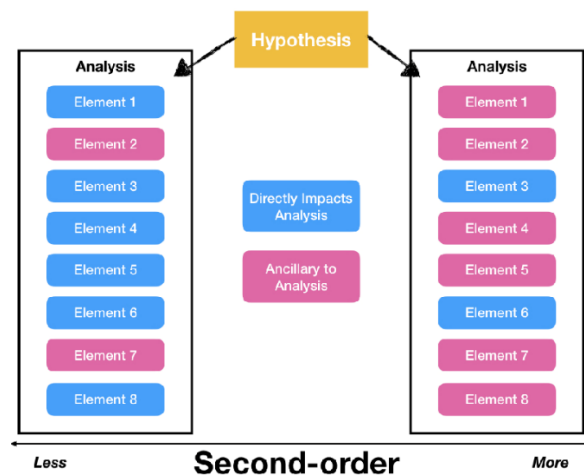 Hypothesis
Analysis
Element 1
Element 2
Element 3
Element 4
Element 5
Element 6
Element 7
Element 8
Directly Impacts
Analysis
Ancillary to
Analysis
Analysis
Element 1
Element 2
Element 3
Element 4
Element 5
Element 6
Element 7
Element 8
Less
Second-order
More